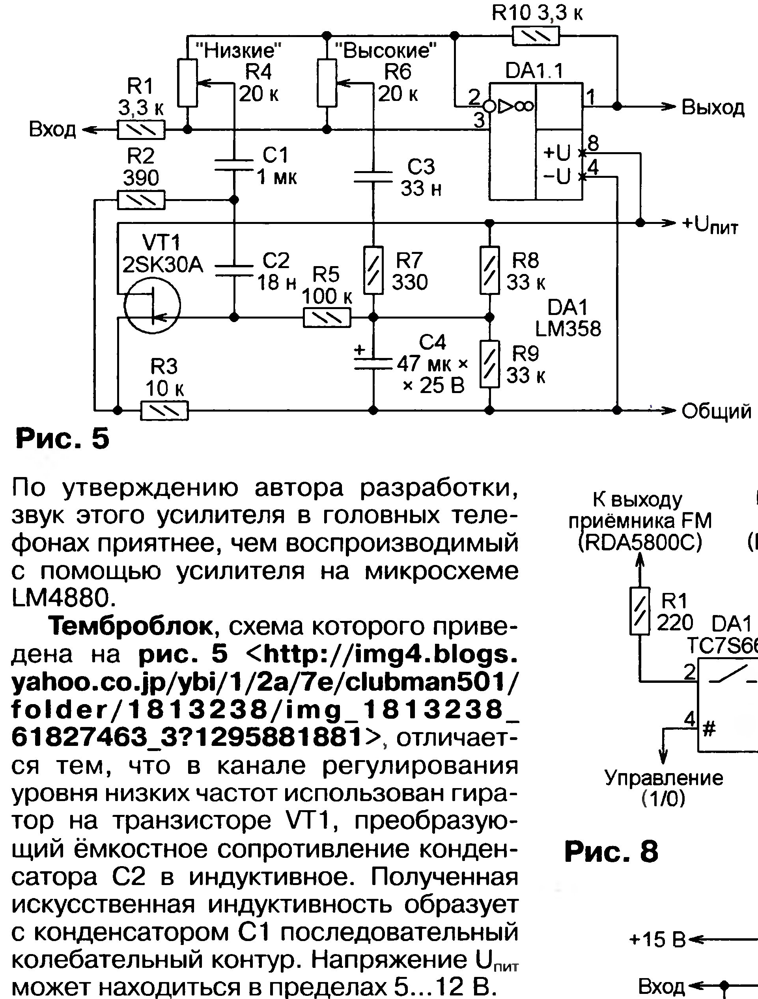 R10 3,3 к
"Низкие"
"Высокие"
R4
20 к
R6
20 к
DA1.1
R1
3,3 к
2
3
1
Вход
Выход
R2
390
C1
1 мк
C3
33 н
+U
8
−U
4
+Uпит
VT1
2SK30A
C2
18 н
R5
100 к
R7
330
R8
33 к
DA1
LM358
C4
47 мк ×
× 25 В
+
R9
33 к
R3
10 к
Общий
Рис. 5
По утверждению автора разработки,
звук этого усилителя в головных теле-
фонах приятнее, чем воспроизводимый
с помощью усилителя на микросхеме
LM4880.
Темброблок, схема которого приве-
дена на рис. 5 <http://img4.blogs.
yahoo.co.jp/ybi/1/2a/7e/clubman501/
folder/1813238/img_1813238_
61827463_3?1295881881>, отличает-
ся тем, что в канале регулирования
уровня низких частот использован гира-
тор на транзисторе VT1, преобразую-
щий ёмкостное сопротивление конден-
сатора С2 в индуктивное. Полученная
искусственная индуктивность образует
с конденсатором С1 последовательный
колебательный контур. Напряжение Uпит
может находиться в пределах 5...12 В.
К выходу
приёмника FM
(RDA5800C)
R1
220
DA1
TC7S66
2
4
#
Управление
(1/0)
Рис. 8
+15 В
Вход